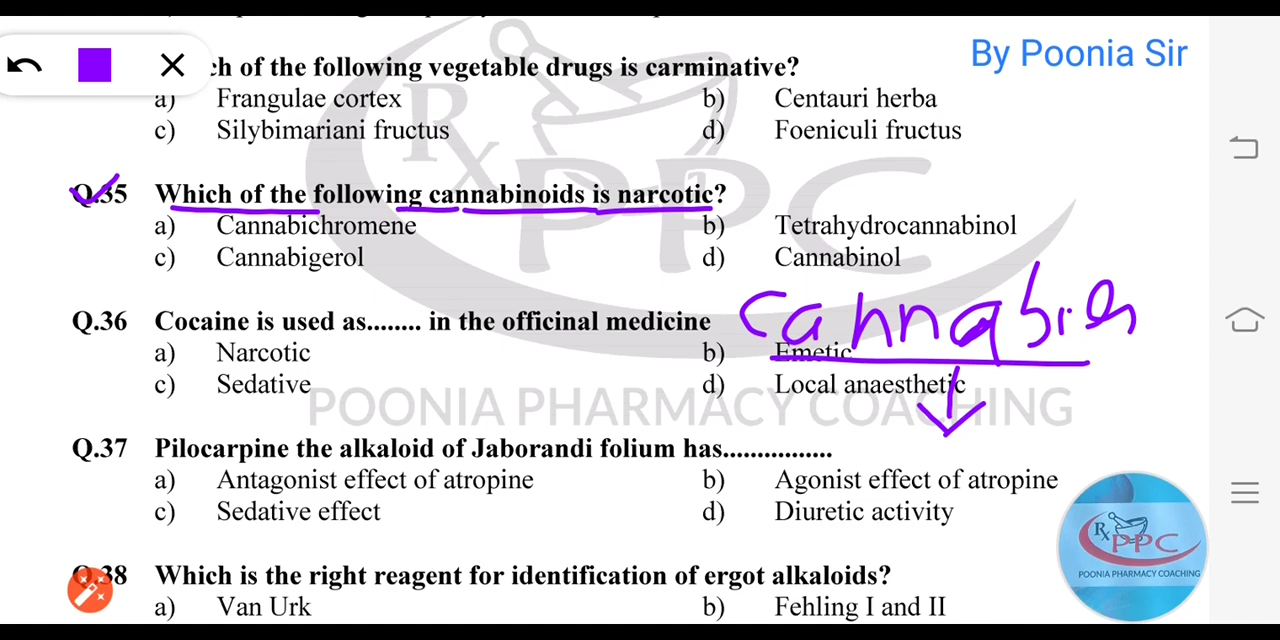 By Poonia Sir
ch of the following vegetable drugs is carminative?
a) Frangulae cortex b) Centauri herba
c) Silybimariani fructus d) Foeniculi fructus
Q.35 Which of the following cannabinoids is narcotic?
a) Cannabichromene b) Tetrahydrocannabinol
c) Cannabigerol d) Cannabinol
Cannabis
Q.36 Cocaine is used as........ in the officinal medicine
a) Narcotic b) Emetic
c) Sedative d) Local anaesthetic
POONIA PHARMACY COACHING
Q.37 Pilocarpine the alkaloid of Jaborandi folium has................
a) Antagonist effect of atropine b) Agonist effect of atropine
c) Sedative effect d) Diuretic activity
Rx PPC
POONIA PHARMACY COACHING
Q.38 Which is the right reagent for identification of ergot alkaloids?
a) Van Urk b) Fehling I and II
Rx PPC